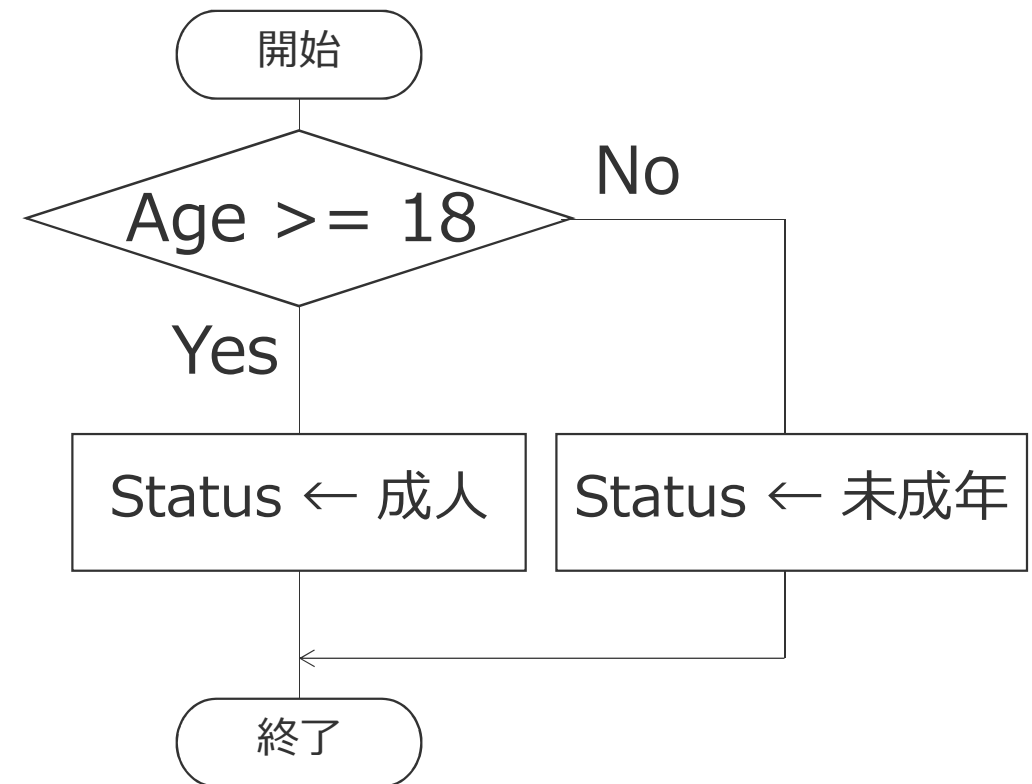 開始
Age >= 18
No
Yes
Status ← 成人
Status ← 未成年
終了